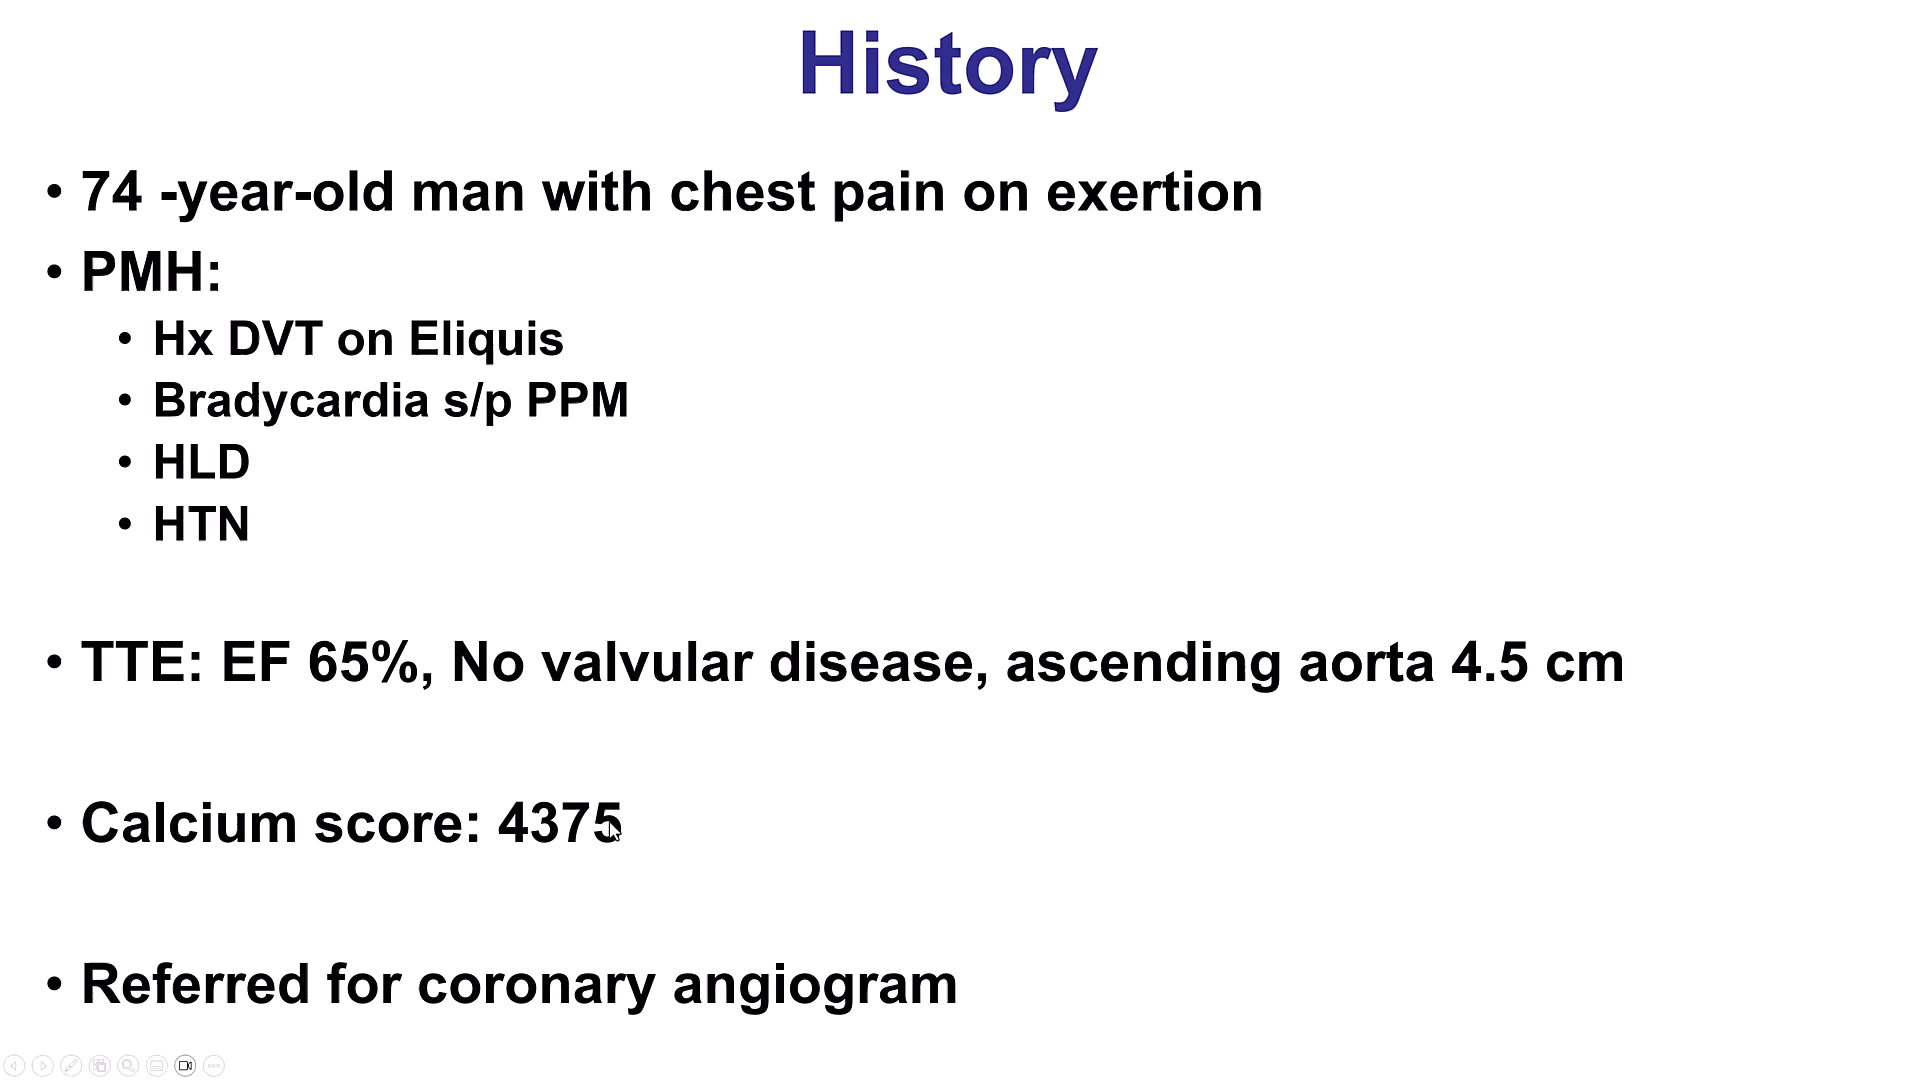 History
• 74 -year-old man with chest pain on exertion
• PMH:
• Hx DVT on Eliquis
• Bradycardia s/p PPM
• HLD
• HTN
• TTE: EF 65%, No valvular disease, ascending aorta 4.5 cm
• Calcium score: 4375
• Referred for coronary angiogram